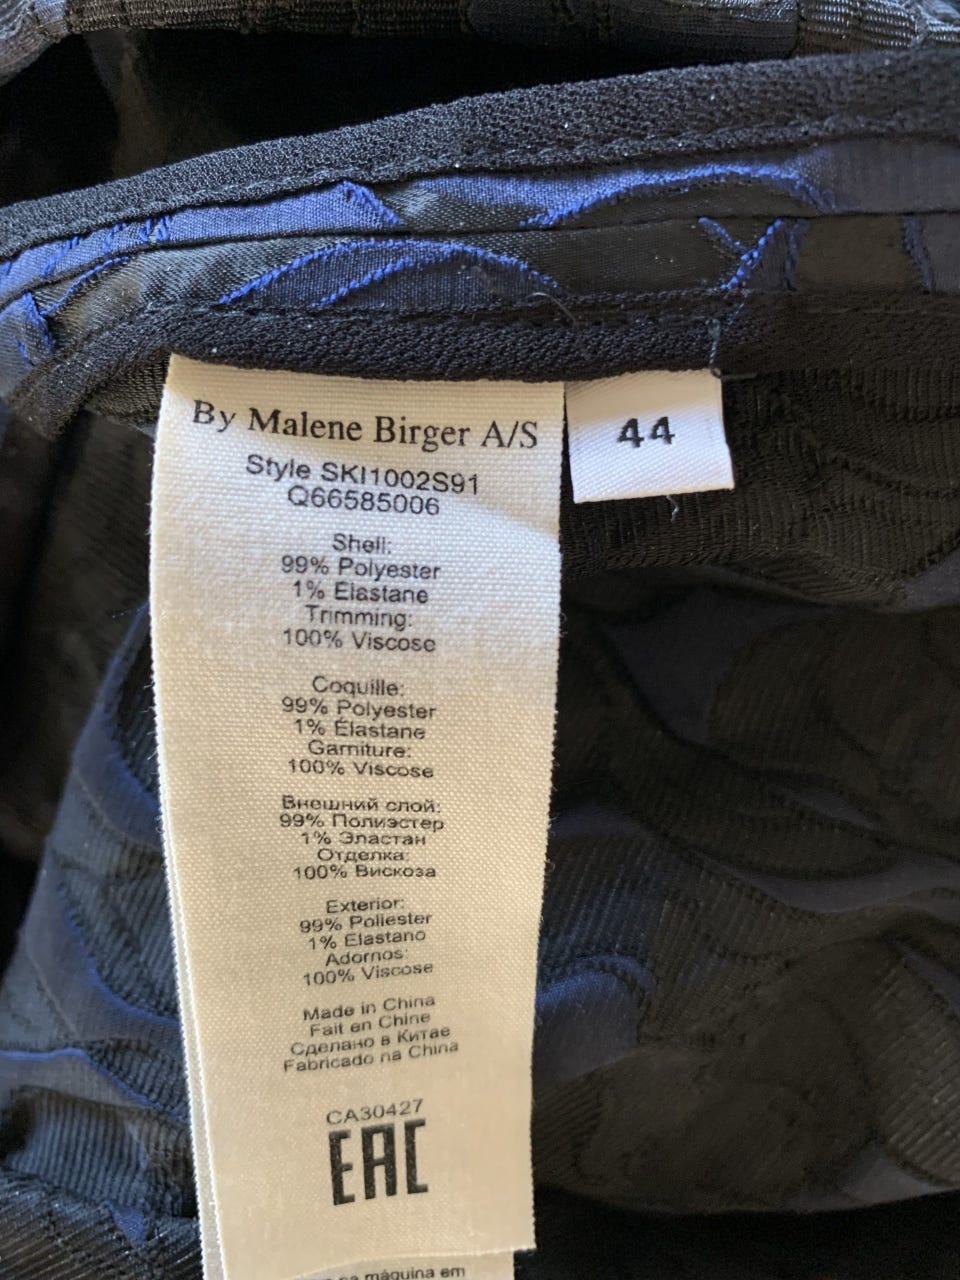 By Malene Birger A/S
44
Style SKI1002S91
Q66585006
Shell:
99% Polyester
1% Elastane
Trimming:
100% Viscose
Coquille:
99% Polyester
1% Élastane
Garniture:
100% Viscose
Внешний слой:
99% Полиэстер
1% Эластан
Отделка:
100% Вискоза
Exterior:
99% Poliester
1% Elastano
Adornos:
100% Viscose
Made in China
Fait en Chine
Сделано в Китае
Fabricado na China
CA30427
EAC
máquina em